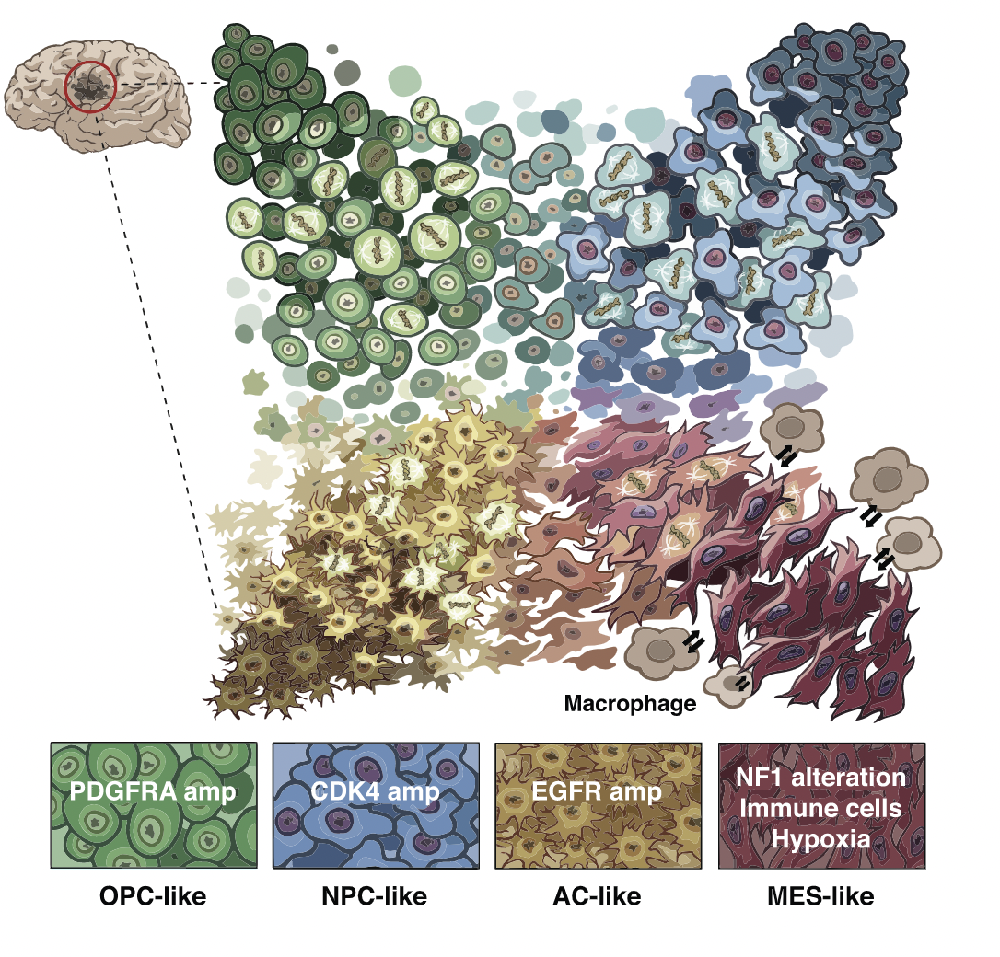 Macrophage
PDGFRA amp
CDK4 amp
EGFR amp
NF1 alteration
Immune cells
Hypoxia
OPC-like
NPC-like
AC-like
MES-like